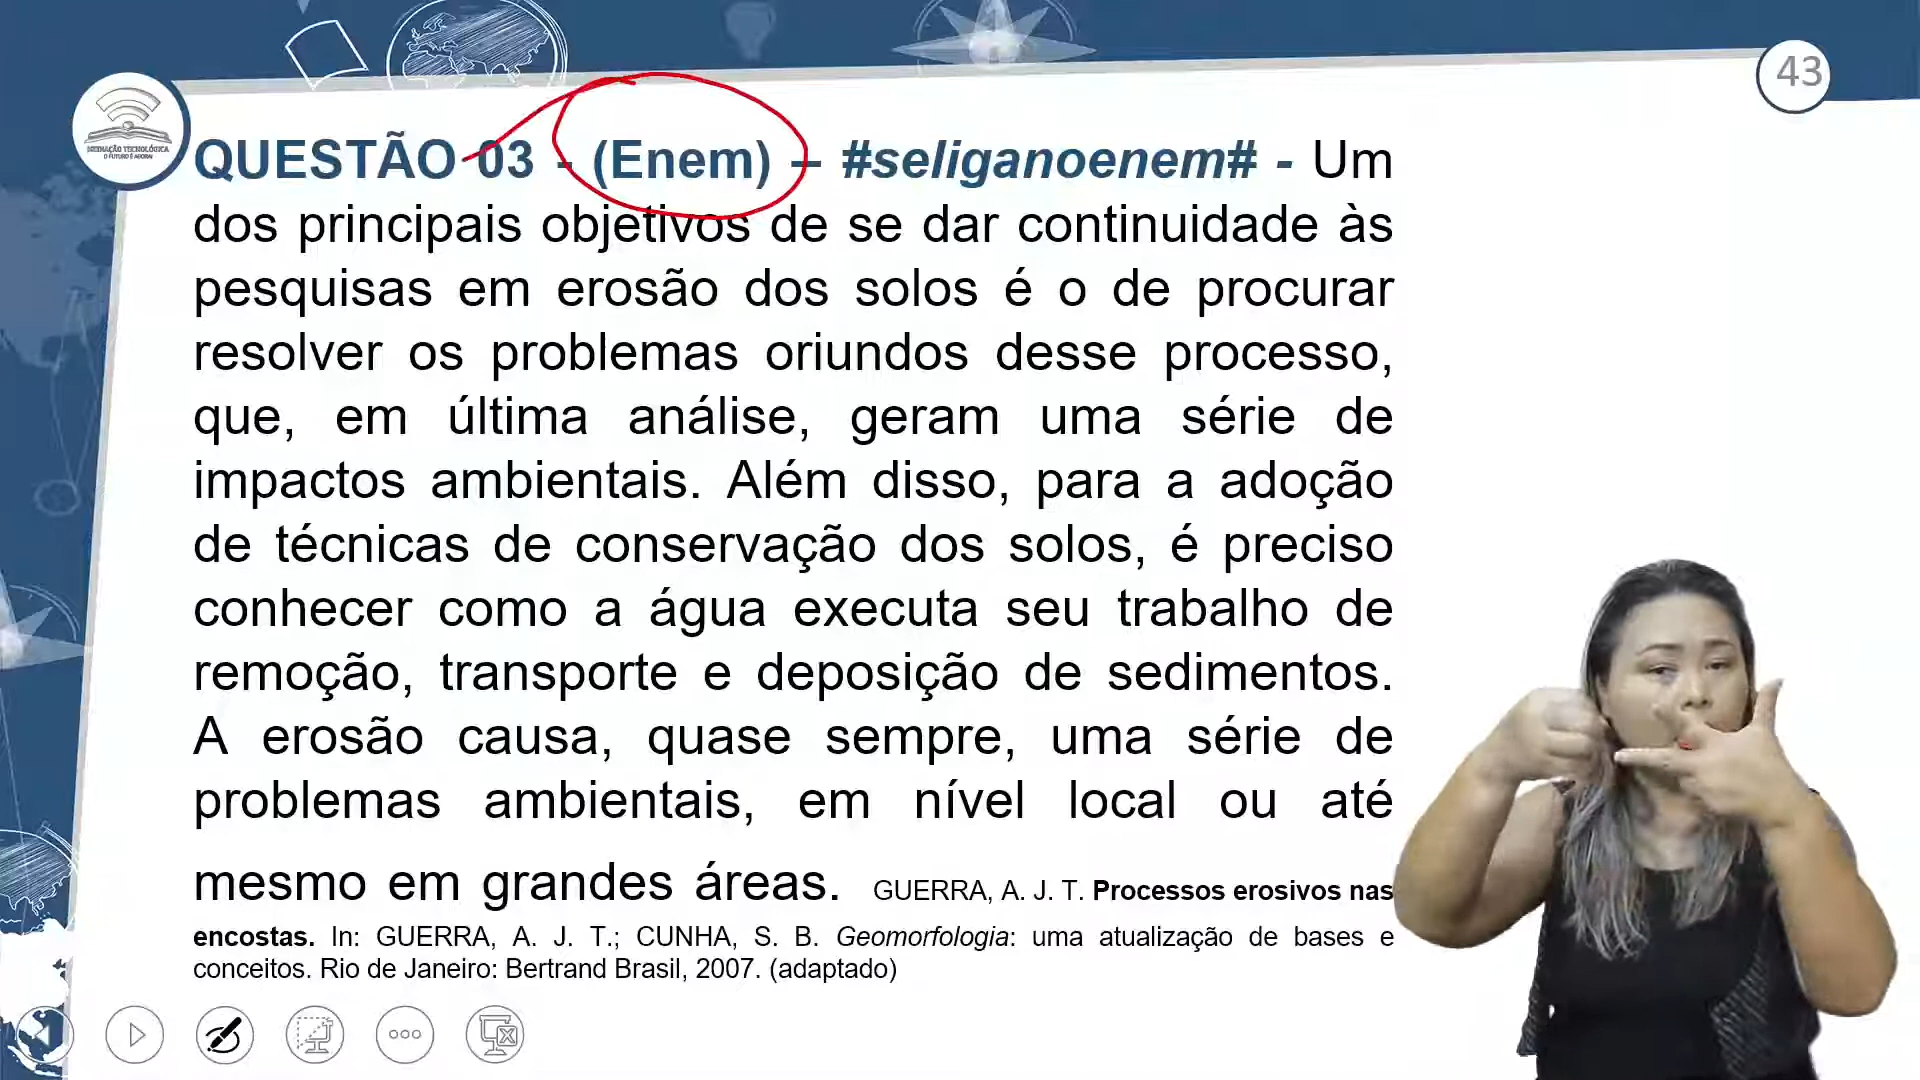 43
MEDIAÇÃO TECNOLÓGICA
O FUTURO É AGORA!
QUESTÃO 03 - (Enem) – #seliganoenem# - Um
dos principais objetivos de se dar continuidade às
pesquisas em erosão dos solos é o de procurar
resolver os problemas oriundos desse processo,
que, em última análise, geram uma série de
impactos ambientais. Além disso, para a adoção
de técnicas de conservação dos solos, é preciso
conhecer como a água executa seu trabalho de
remoção, transporte e deposição de sedimentos.
A erosão causa, quase sempre, uma série de
problemas ambientais, em nível local ou até
mesmo em grandes áreas. GUERRA, A. J. T. Processos erosivos nas
encostas. In: GUERRA, A. J. T.; CUNHA, S. B. Geomorfologia: uma atualização de bases e
conceitos. Rio de Janeiro: Bertrand Brasil, 2007. (adaptado)